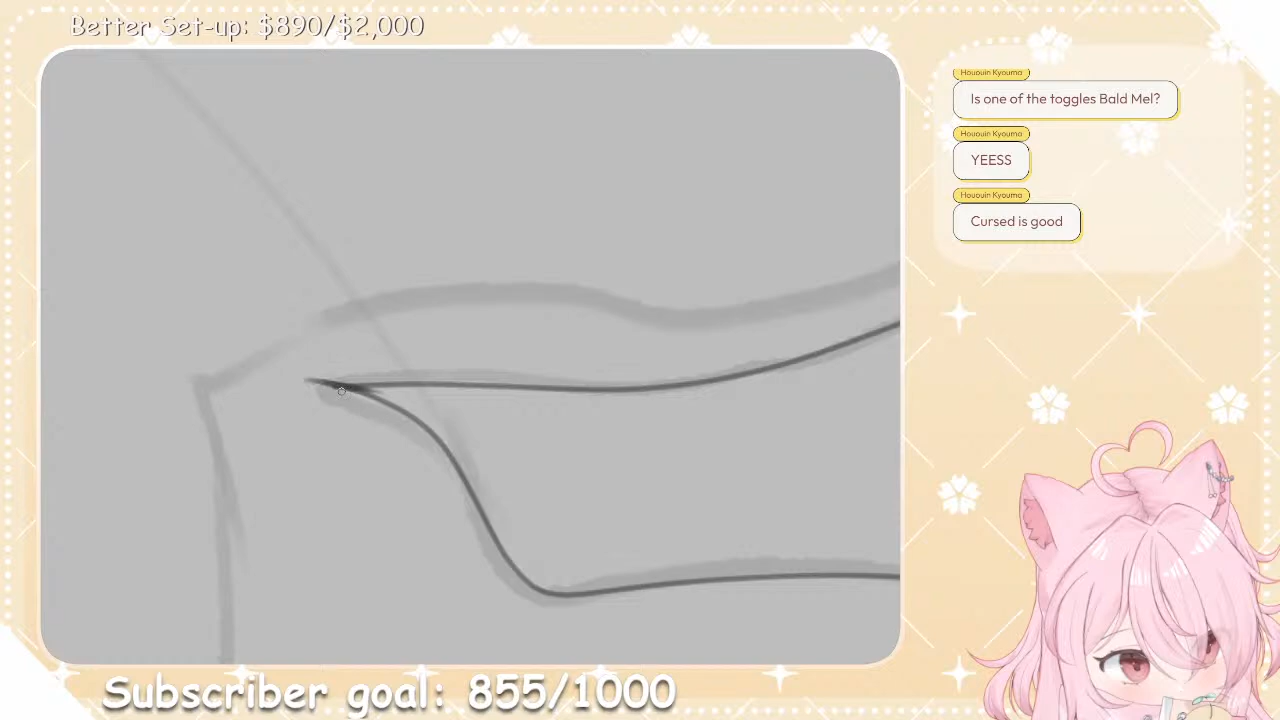 Better Set-up: $890/$2,000
Hououin Kyouma
Is one of the toggles Bald Mel?
Hououin Kyouma
YEESS
Hououin Kyouma
Cursed is good
Subscriber goal: 855/1000